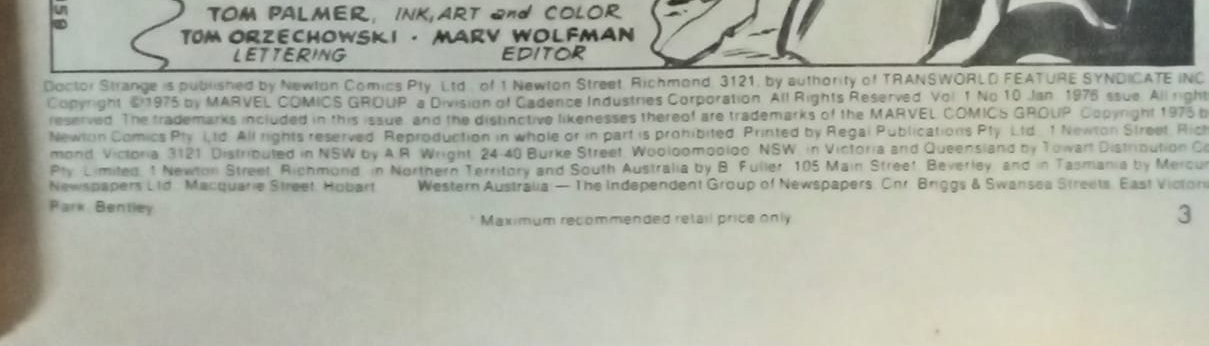 TOM PALMER, INK, ART and COLOR
TOM ORZECHOWSKI · MARV WOLFMAN
LETTERING EDITOR
Doctor Strange is published by Newton Comics Pty. Ltd. of 1 Newton Street, Richmond, 3121, by authority of TRANSWORLD FEATURE SYNDICATE INC.
Copyright ©1975 by MARVEL COMICS GROUP, a Division of Cadence Industries Corporation. All Rights Reserved. Vol. 1 No 10 Jan. 1976 ssue. All right
reserved. The trademarks included in this issue, and the distinctive likenesses thereof are trademarks of the MARVEL COMICS GROUP. Copyright 1975 b
Newton Comics Pty. Ltd. All rights reserved. Reproduction in whole or in part is prohibited. Printed by Regal Publications Pty. Ltd., 1 Newton Street, Rich
mond, Victoria, 3121. Distributed in NSW by A.R. Wright, 24-40 Burke Street, Wooloomooloo, NSW, in Victoria and Queensland by Towart Distribution Co
Pty. Limited, 1 Newton Street, Richmond, in Northern Territory and South Australia by B. Fuller, 105 Main Street, Beverley, and in Tasmania by Mercur
Newspapers Ltd. Macquarie Street, Hobart. Western Australia — The Independent Group of Newspapers, Cnr. Briggs & Swansea Streets, East Victori
Park, Bentley.
* Maximum recommended retail price only.
3